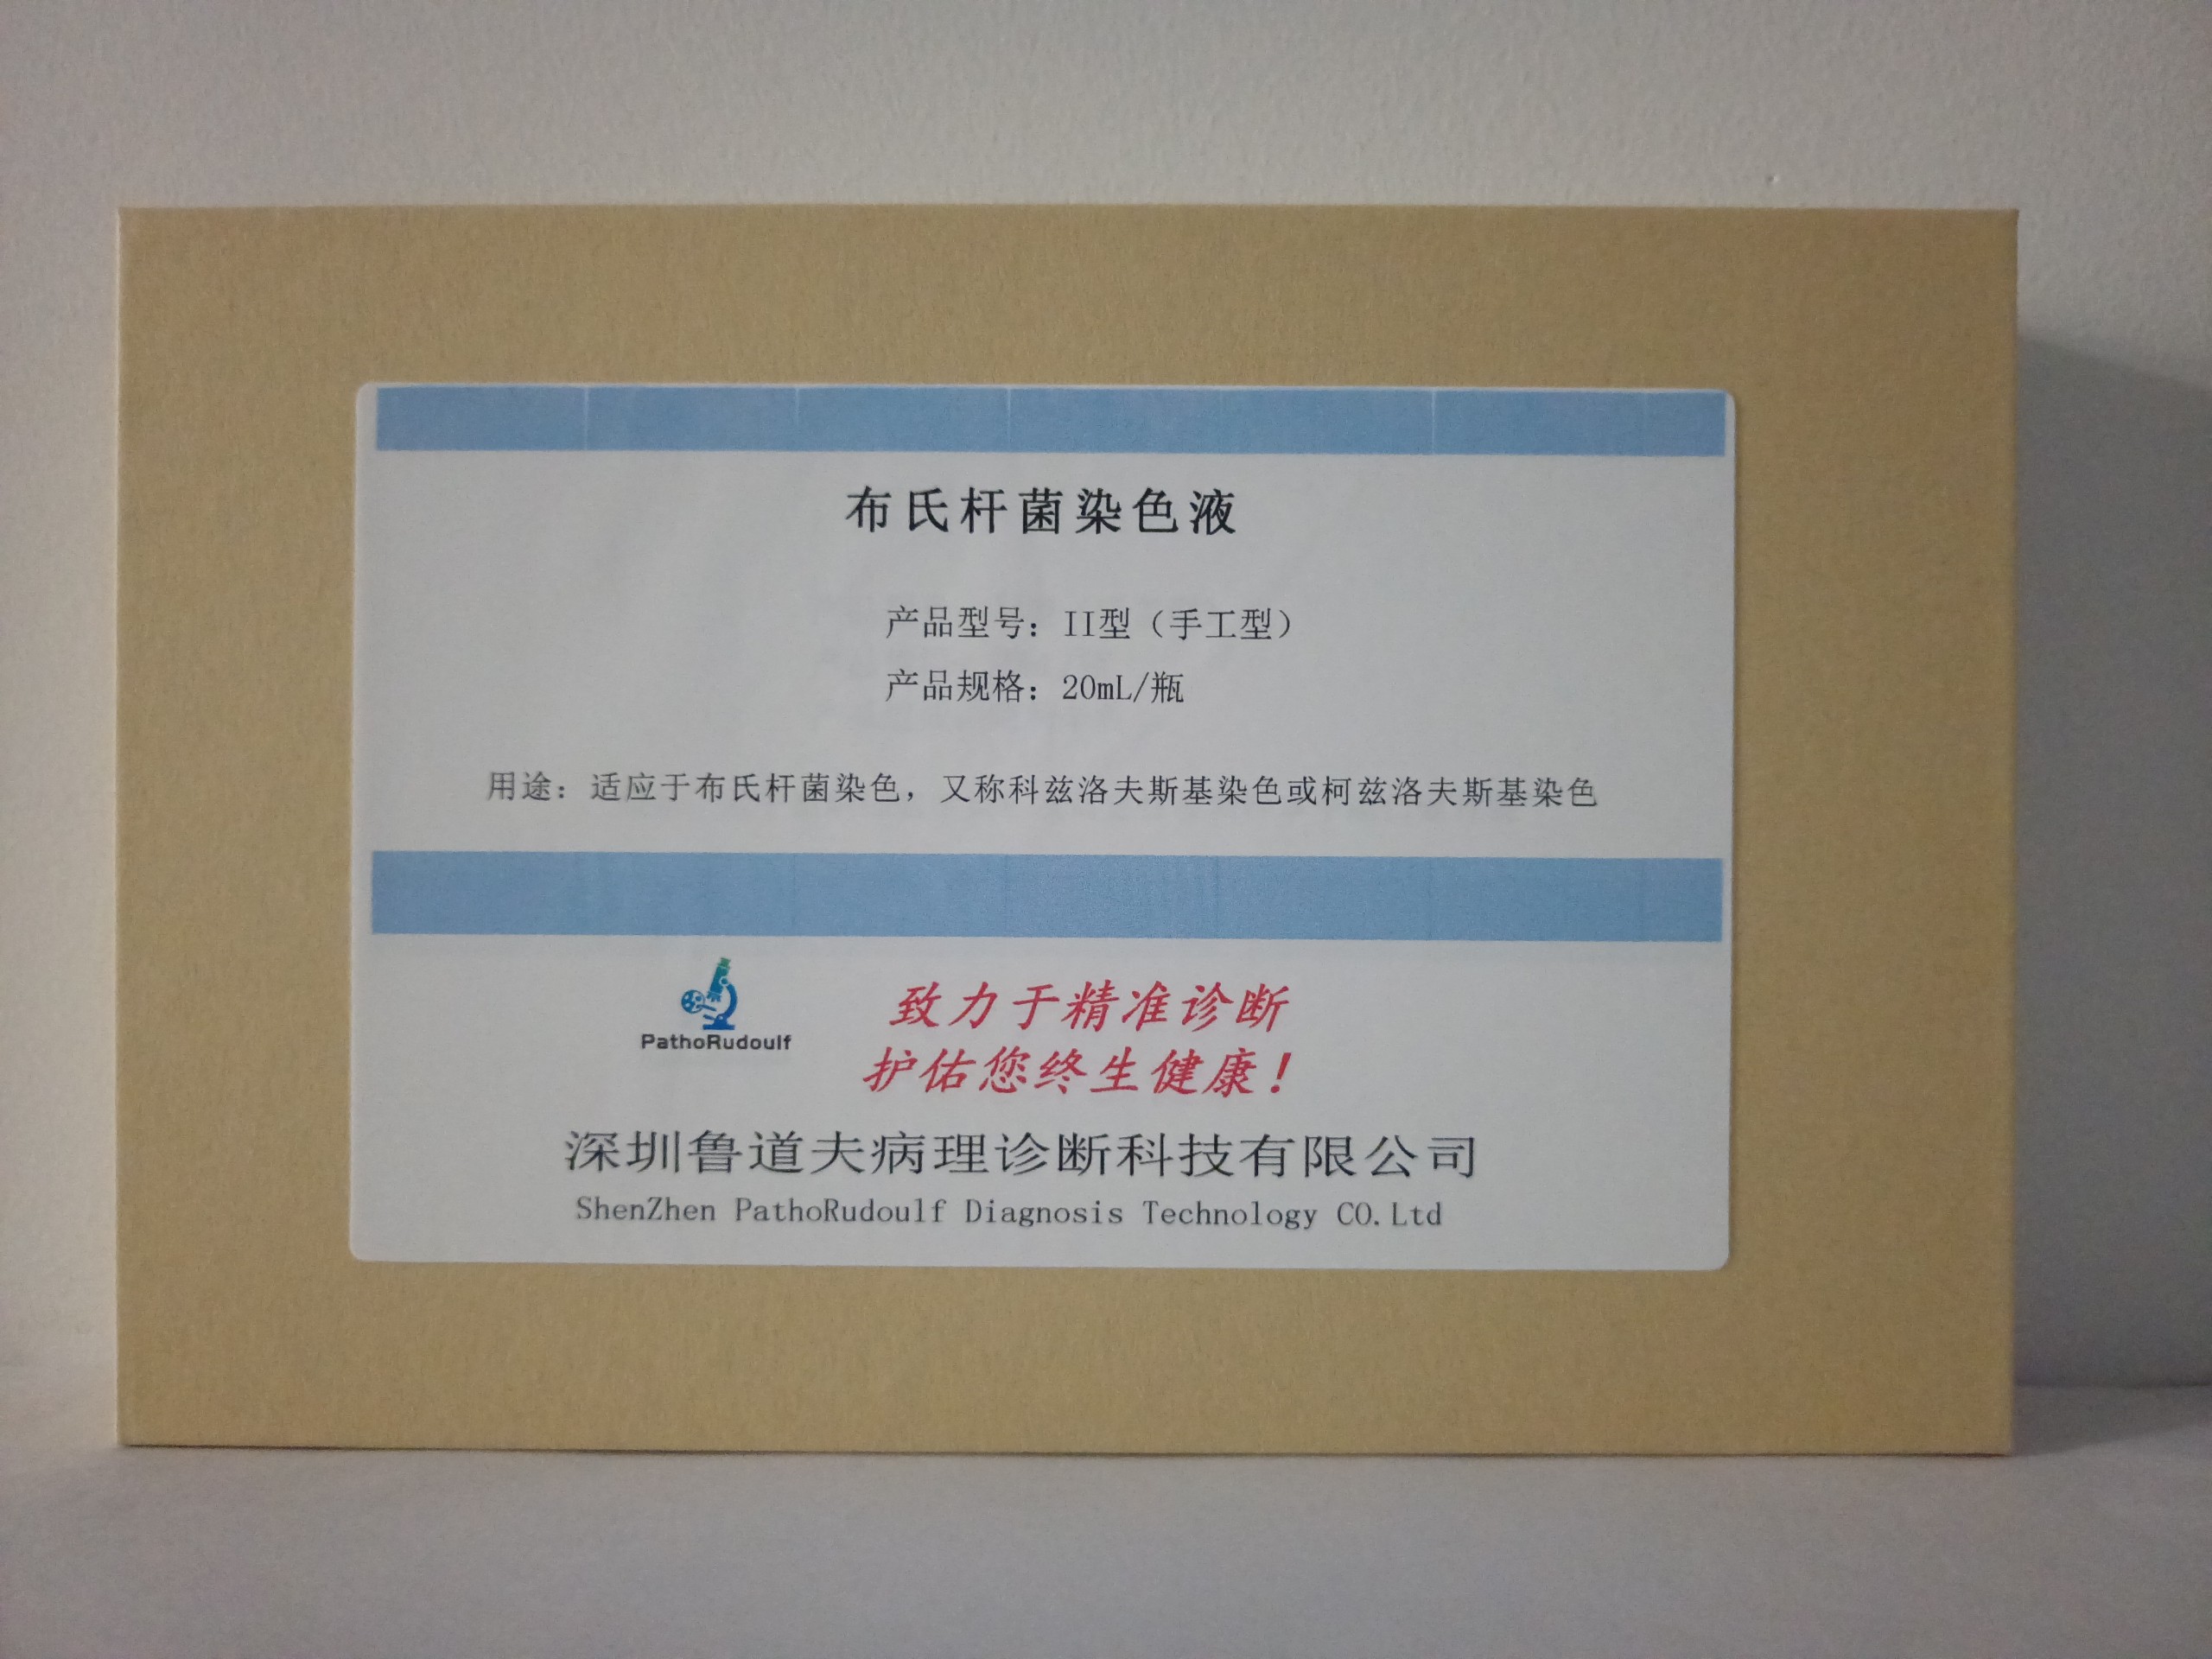 布氏杆菌染色液
产品型号：II型（手工型）
产品规格：20mL/瓶
用途：适应于布氏杆菌染色，又称科兹洛夫斯基染色或柯兹洛夫斯基染色
PathoRudoulf
致力于精准诊断
护佑您终生健康！
深圳鲁道夫病理诊断科技有限公司
ShenZhen PathoRudoulf Diagnosis Technology CO.Ltd